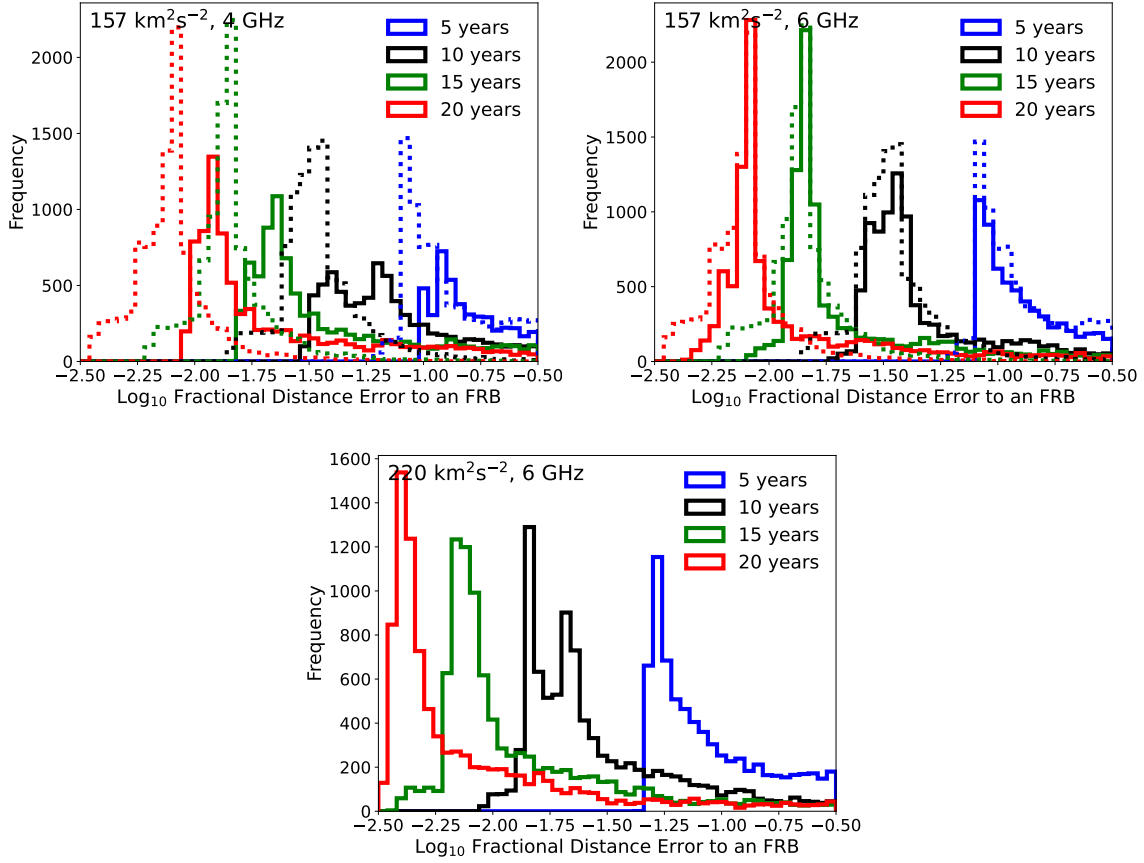 157 km²s⁻², 4 GHz
5 years
10 years
15 years
20 years
Frequency
2000
1500
1000
500
0
−2.50 −2.25 −2.00 −1.75 −1.50 −1.25 −1.00 −0.75 −0.50
Log₁₀ Fractional Distance Error to an FRB
157 km²s⁻², 6 GHz
5 years
10 years
15 years
20 years
Frequency
2000
1500
1000
500
0
−2.50 −2.25 −2.00 −1.75 −1.50 −1.25 −1.00 −0.75 −0.50
Log₁₀ Fractional Distance Error to an FRB
220 km²s⁻², 6 GHz
5 years
10 years
15 years
20 years
Frequency
1600
1400
1200
1000
800
600
400
200
0
−2.50 −2.25 −2.00 −1.75 −1.50 −1.25 −1.00 −0.75 −0.50
Log₁₀ Fractional Distance Error to an FRB